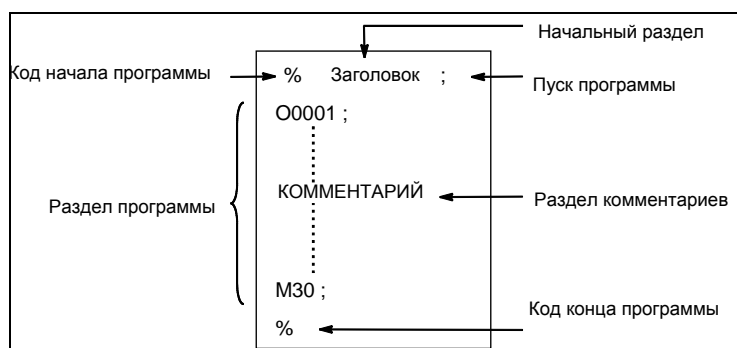 Начальный раздел
Код начала программы
% Заголовок ;
Пуск программы
O0001 ;
КОММЕНТАРИЙ
Раздел программы
Раздел комментариев
M30 ;
Код конца программы
%